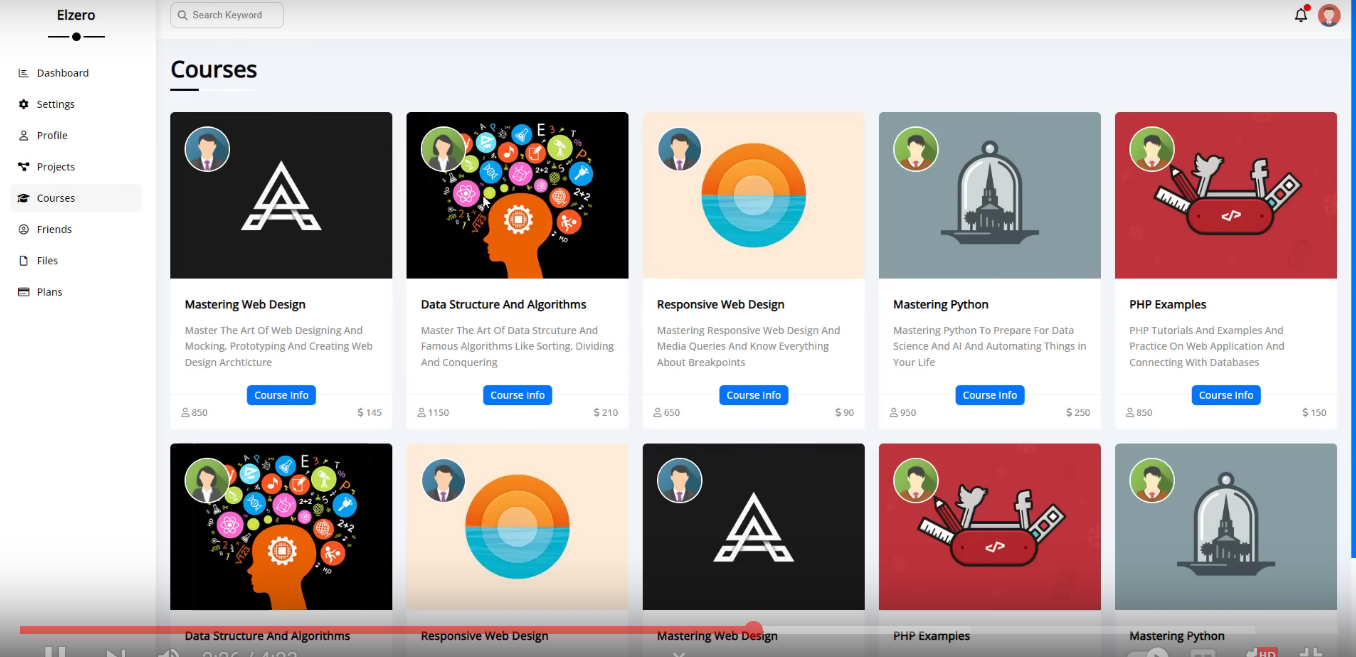 Elzero
Search Keyword
Dashboard
Settings
Profile
Projects
Courses
Friends
Files
Plans
Courses
Mastering Web Design
Master The Art Of Web Designing And
Mocking, Prototyping And Creating Web
Design Archticture
Course Info
850
$ 145
Data Structure And Algorithms
Master The Art Of Data Strcuture And
Famous Algorithms Like Sorting, Dividing
And Conquering
Course Info
1150
$ 210
Responsive Web Design
Mastering Responsive Web Design And
Media Queries And Know Everything
About Breakpoints
Course Info
650
$ 90
Mastering Python
Mastering Python To Prepare For Data
Science And AI And Automating Things in
Your Life
Course Info
950
$ 250
PHP Examples
PHP Tutorials And Examples And
Practice On Web Application And
Connecting With Databases
Course Info
850
$ 150
Data Structure And Algorithms
Responsive Web Design
Mastering Web Design
PHP Examples
Mastering Python
HD